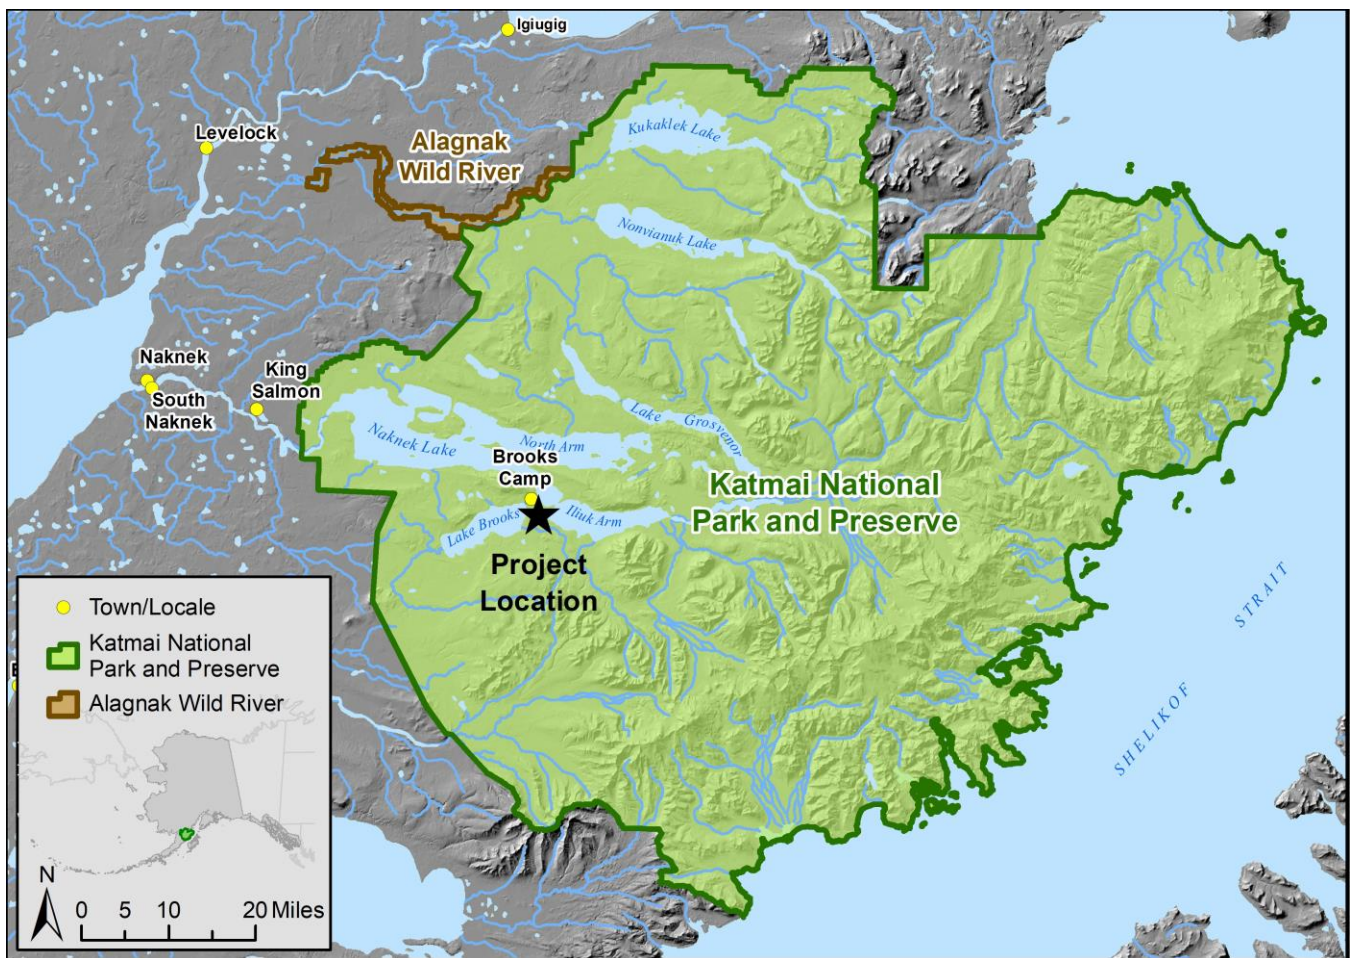 Igiugig
Levelock
Alagnak
Wild River
Kukaklek Lake
Nonvianuk Lake
Naknek
South
Naknek
King
Salmon
Naknek Lake
North Arm
Lake Grosvenor
Brooks
Camp
Lake Brooks
Iliuk Arm
Katmai National
Park and Preserve
Project
Location
SHELIKOF STRAIT
Town/Locale
Katmai National
Park and Preserve
Alagnak Wild River
N
0 5 10 20 Miles